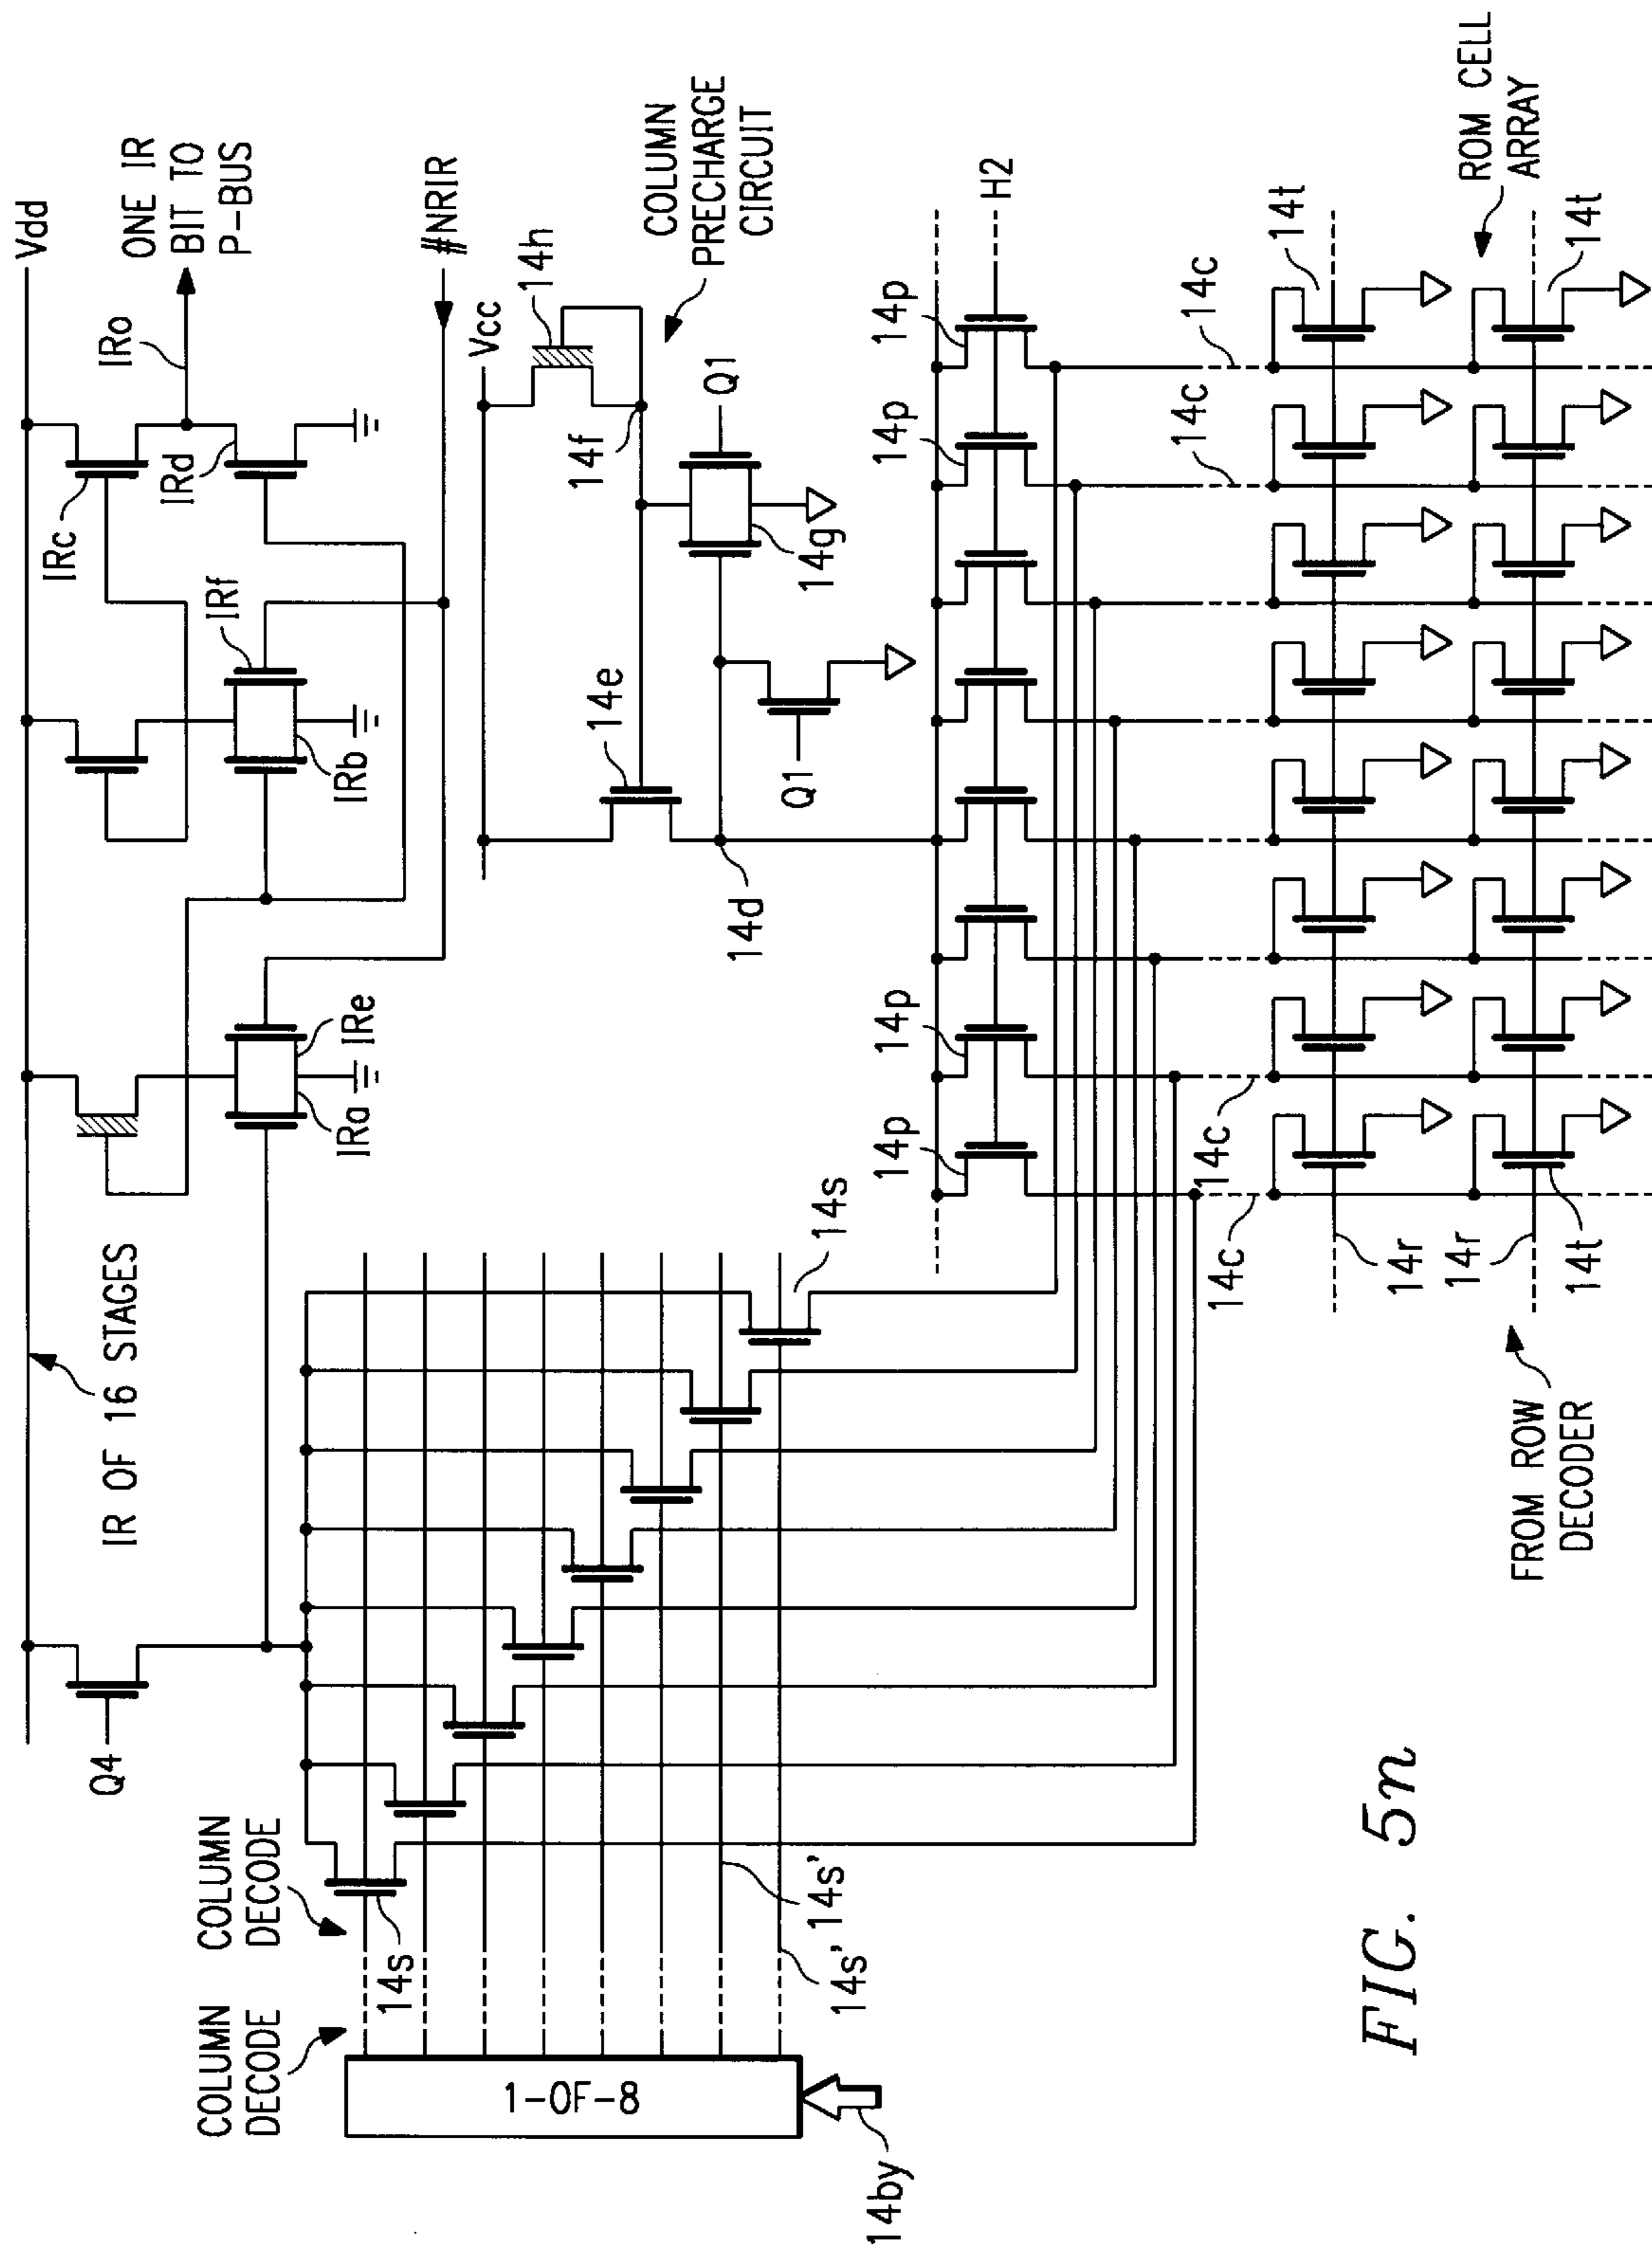 Vdd
ONE IR
BIT TO
P-BUS
IRo
IRc
IRd
IRf
IRb
IRe
IRa
#NRIR
IR OF 16 STAGES
Q4
Vcc
14h
COLUMN
PRECHARGE
CIRCUIT
14f
Q1
14g
14e
Q1
14d
COLUMN
DECODE
COLUMN
DECODE
14s
14s'
14s'
14s
1-OF-8
14by
H2
14p
14p
14p
14p
14c
14c
14c
14c
ROM CELL
ARRAY
14t
14t
14r
14r
14t
FROM ROW
DECODER
FIG. 5n